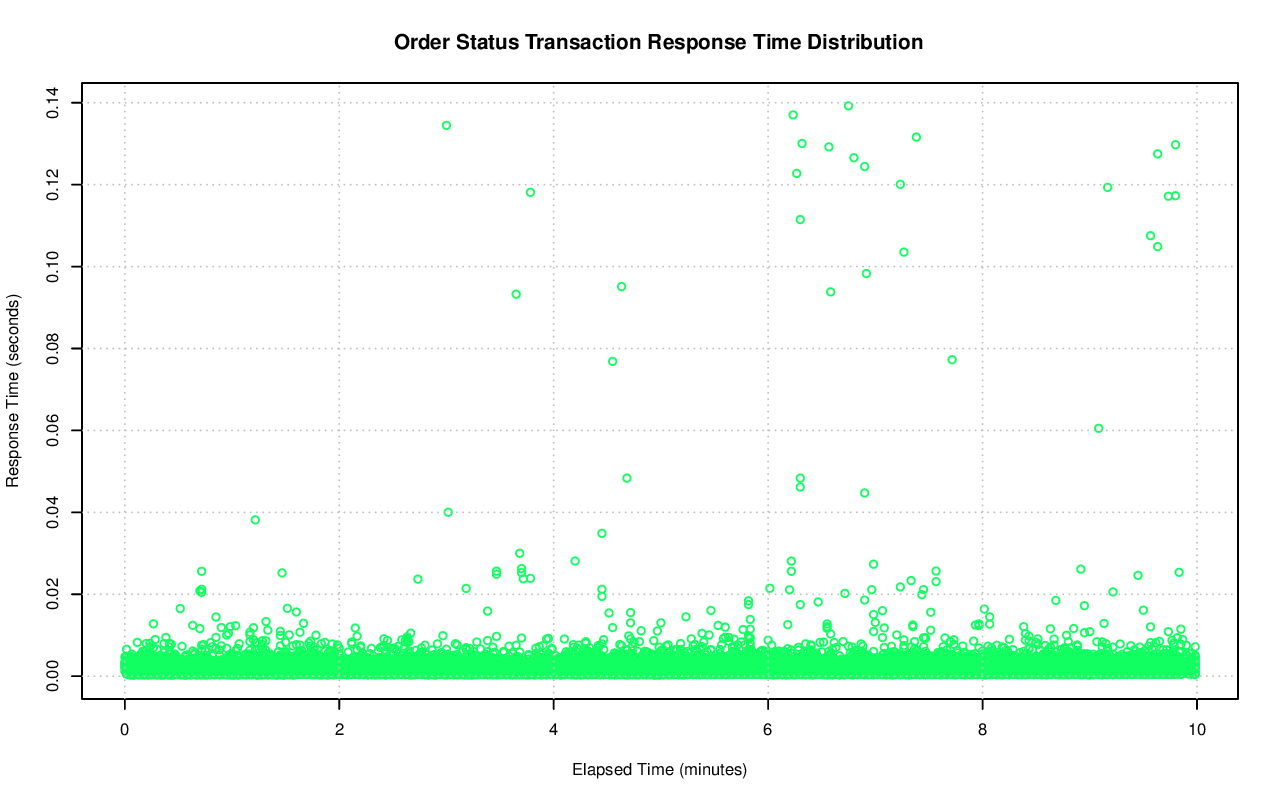 Order Status Transaction Response Time Distribution
Response Time (seconds)
0.14
0.12
0.10
0.08
0.06
0.04
0.02
0.00
0 2 4 6 8 10
Elapsed Time (minutes)